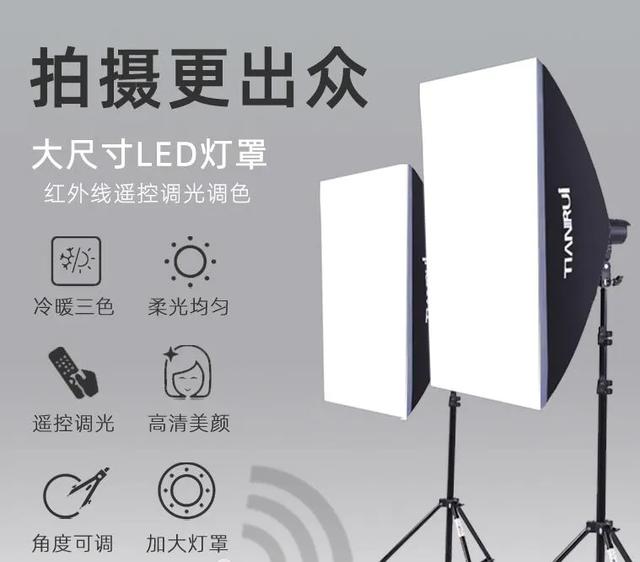 拍摄更出众
大尺寸LED灯罩
红外线遥控调光调色
冷暖三色
柔光均匀
遥控调光
高清美颜
角度可调
加大灯罩
TIANRUI
TIANRUI